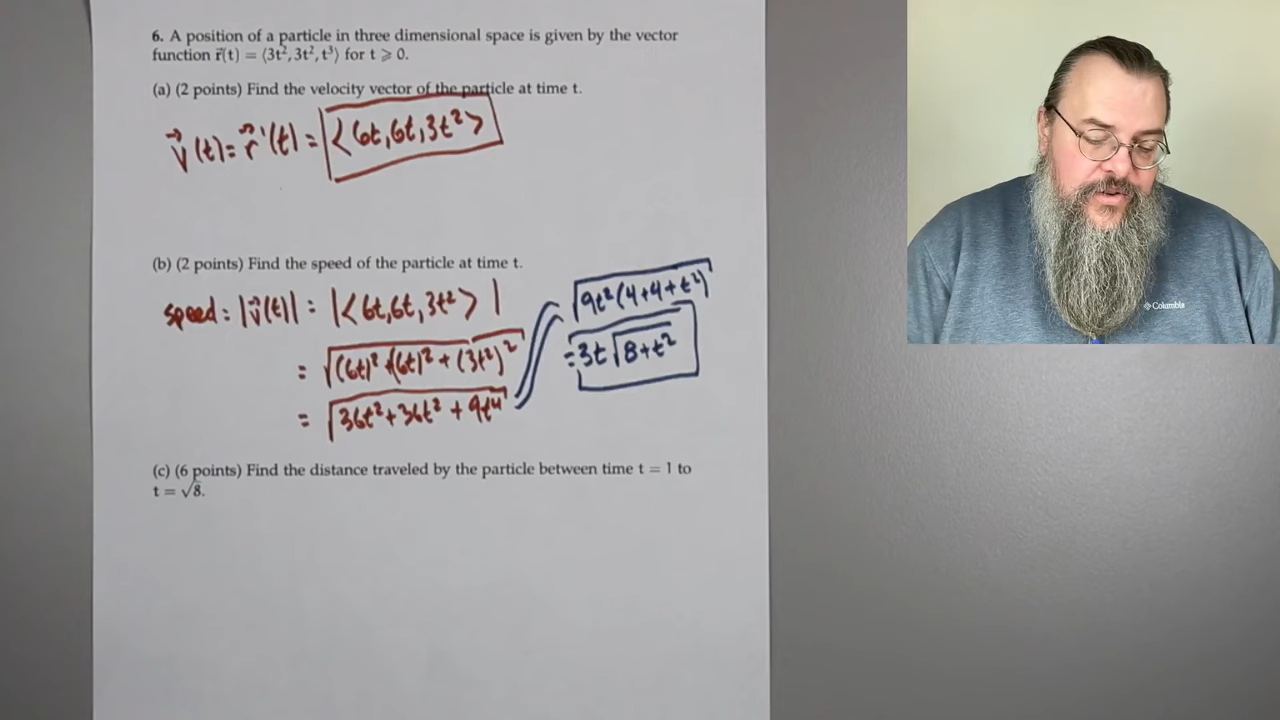 6. A position of a particle in three dimensional space is given by the vector
function r⃗(t) = ⟨3t², 3t², t³⟩ for t ⩾ 0.
(a) (2 points) Find the velocity vector of the particle at time t.
v⃗(t) = r⃗'(t) = ⟨6t, 6t, 3t²⟩
(b) (2 points) Find the speed of the particle at time t.
speed = |v⃗(t)| = |⟨6t, 6t, 3t²⟩|
= √((6t)² + (6t)² + (3t²)²)
= √(36t² + 36t² + 9t⁴)
√(9t²(4+4+t²))
= 3t√(8+t²)
(c) (6 points) Find the distance traveled by the particle between time t = 1 to
t = √8.
Columbia